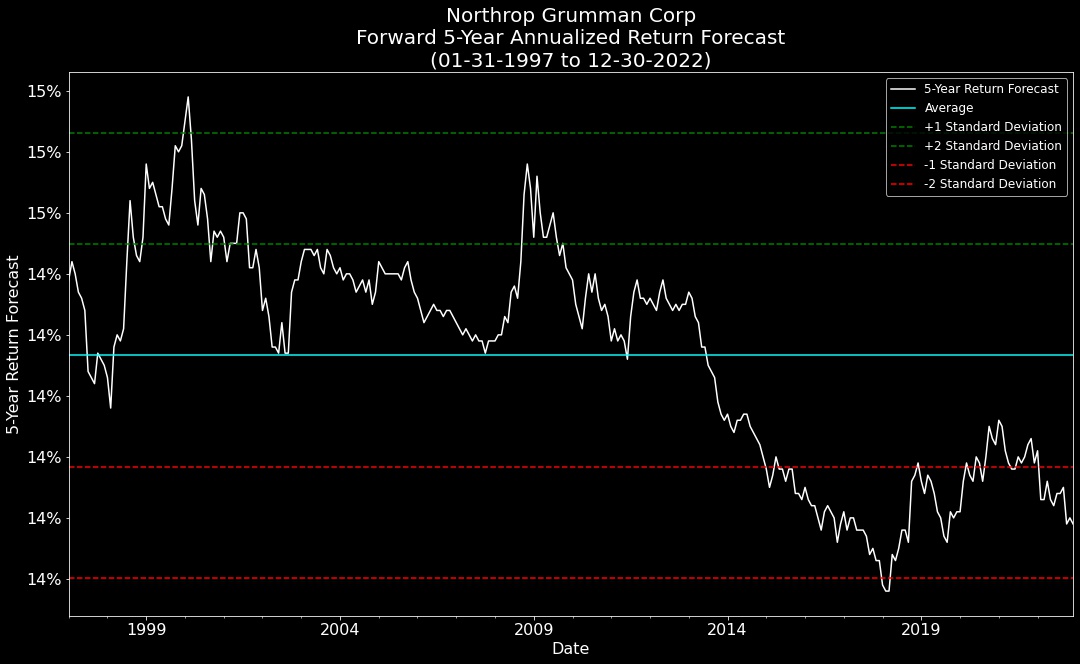 Northrop Grumman Corp
Forward 5-Year Annualized Return Forecast
(01-31-1997 to 12-30-2022)
5-Year Return Forecast
15%
15%
15%
14%
14%
14%
14%
14%
14%
5-Year Return Forecast
Average
+1 Standard Deviation
+2 Standard Deviation
-1 Standard Deviation
-2 Standard Deviation
1999
2004
2009
2014
2019
Date